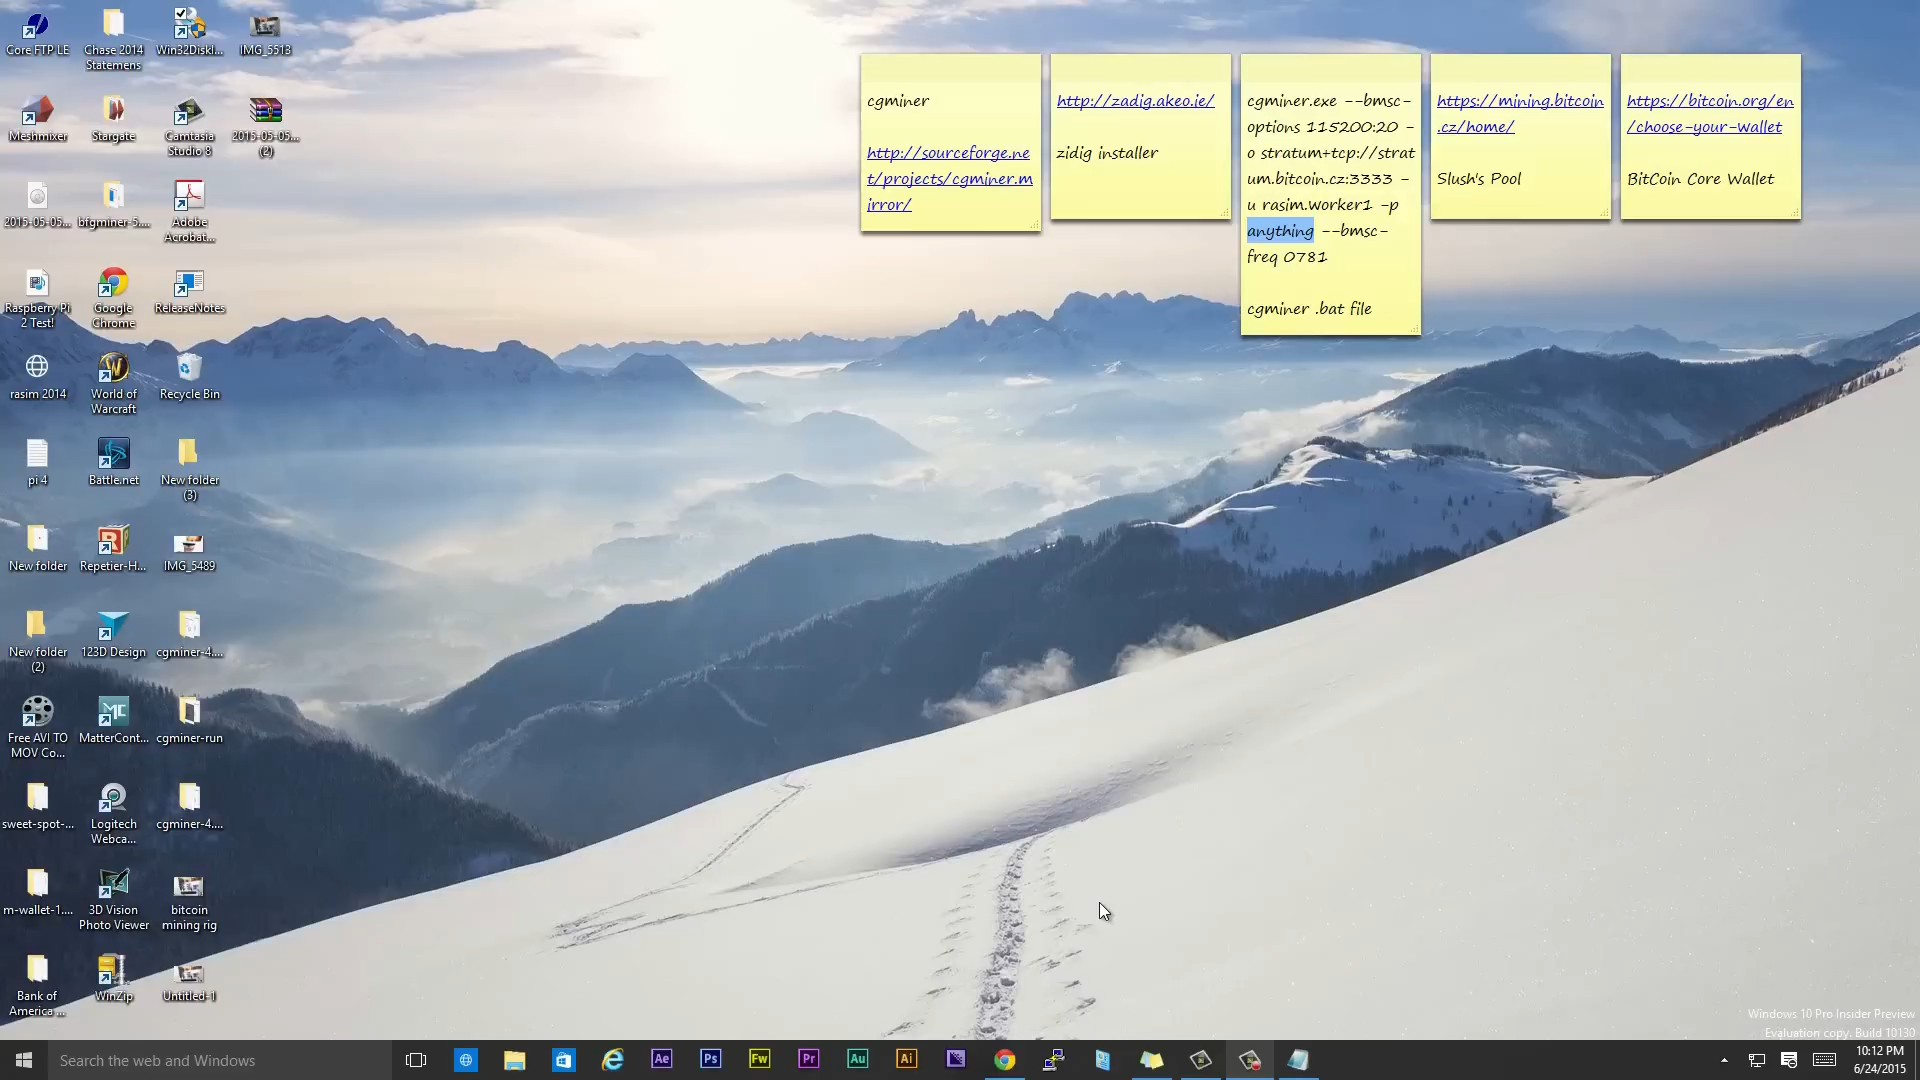 Core FTP LE
Chase 2014
Statemens
Win32DiskI...
IMG_5513
Meshmixer
Stargate
Camtasia
Studio 8
2015-05-05...
(2)
2015-05-05...
bfgminer-5....
Adobe
Acrobat...
Raspberry Pi
2 Test!
Google
Chrome
ReleaseNotes
rasim 2014
World of
Warcraft
Recycle Bin
pi 4
Battle.net
New folder
(3)
New folder
Repetier-H...
IMG_5489
New folder
(2)
123D Design
cgminer-4....
Free AVI TO
MOV Co...
MatterCont...
cgminer-run
sweet-spot-...
Logitech
Webca...
cgminer-4....
m-wallet-1....
3D Vision
Photo Viewer
bitcoin
mining rig
Bank of
America ...
WinZip
Untitled-1
cgminer
http://sourceforge.ne
t/projects/cgminer.m
irror/
http://zadig.akeo.ie/
zidig installer
cgminer.exe --bmsc-
options 115200:20 -
o stratum+tcp://strat
um.bitcoin.cz:3333 -
u rasim.worker1 -p
anything --bmsc-
freq 0781
cgminer .bat file
https://mining.bitcoin
.cz/home/
Slush's Pool
https://bitcoin.org/en
/choose-your-wallet
BitCoin Core Wallet
Windows 10 Pro Insider Preview
Evaluation copy. Build 10130
Search the web and Windows
Ae
Ps
Fw
Pr
Au
Ai
10:12 PM
6/24/2015